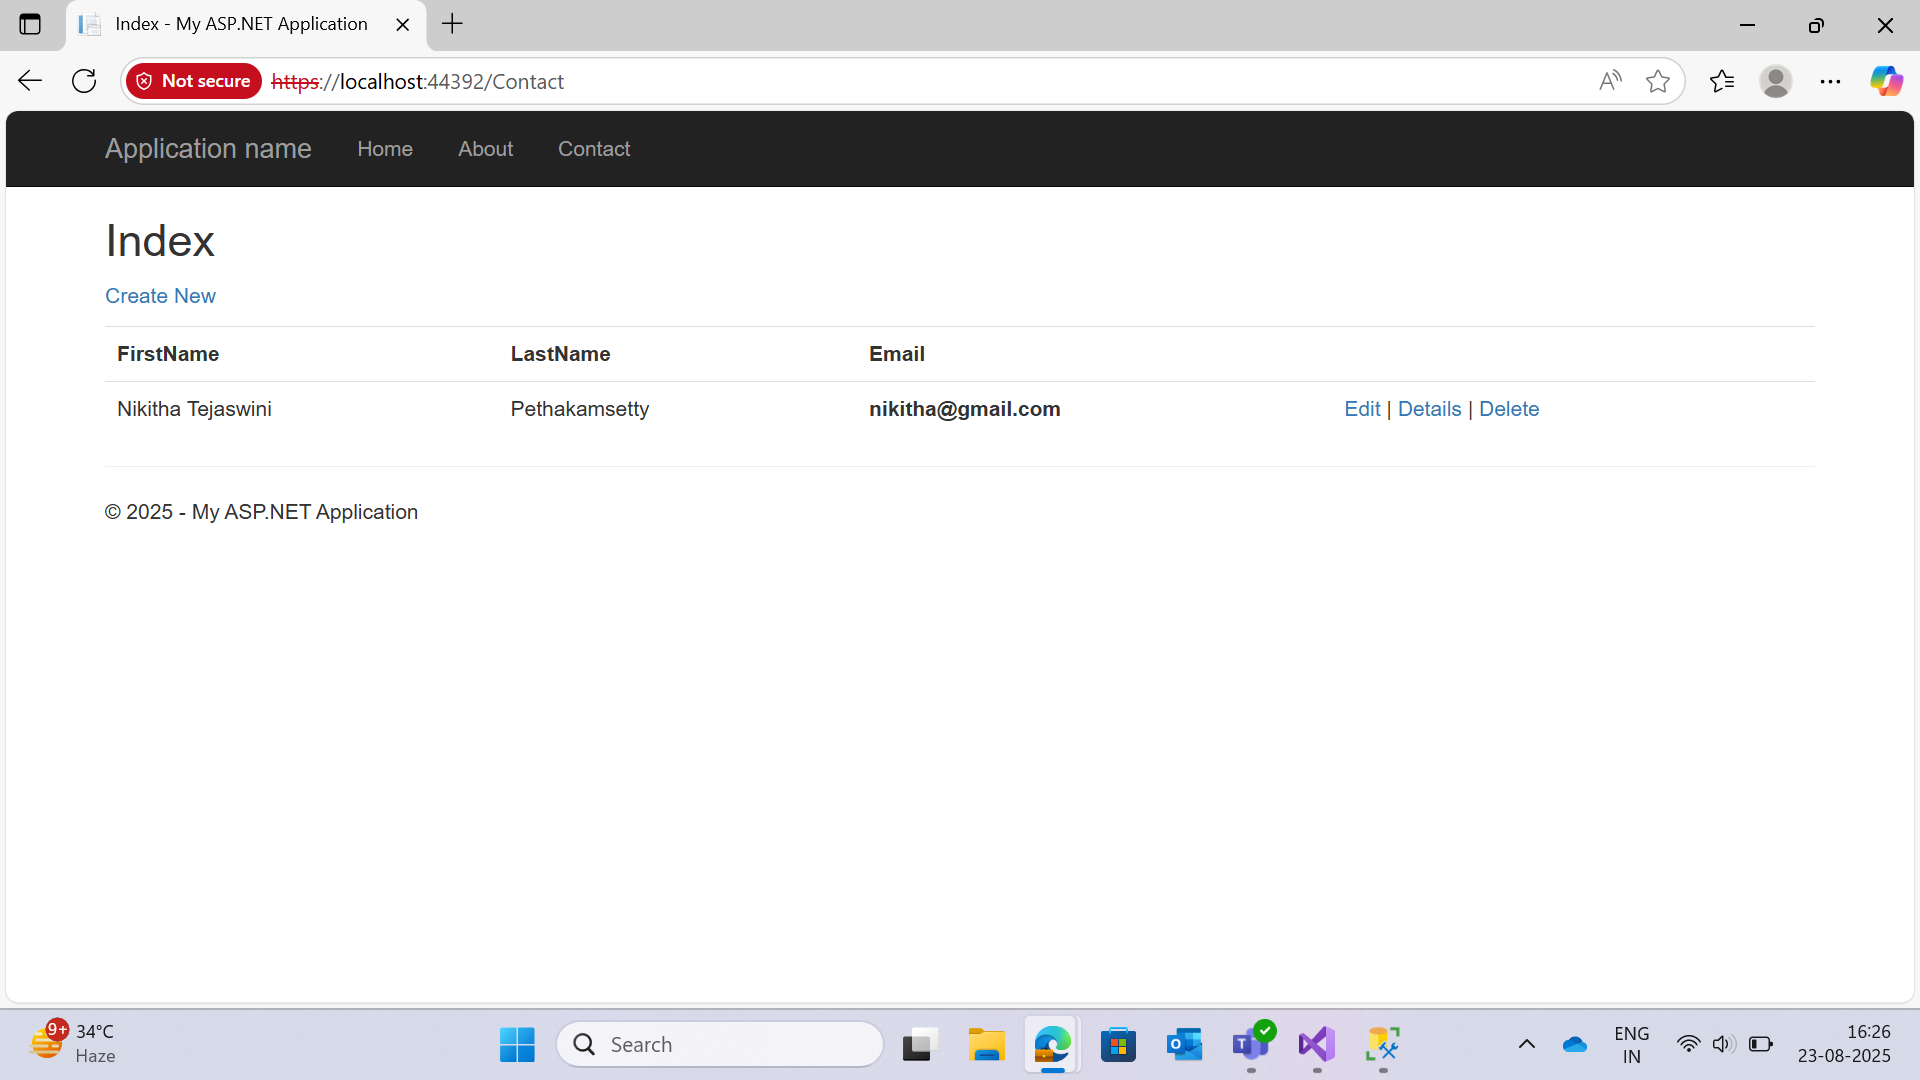 Index - My ASP.NET Application
Not secure https://localhost:44392/Contact
Application name Home About Contact
Index
Create New
FirstName LastName Email
Nikitha Tejaswini Pethakamsetty nikitha@gmail.com Edit | Details | Delete
© 2025 - My ASP.NET Application
9+ 34°C
Haze
Search
ENG
IN
16:26
23-08-2025